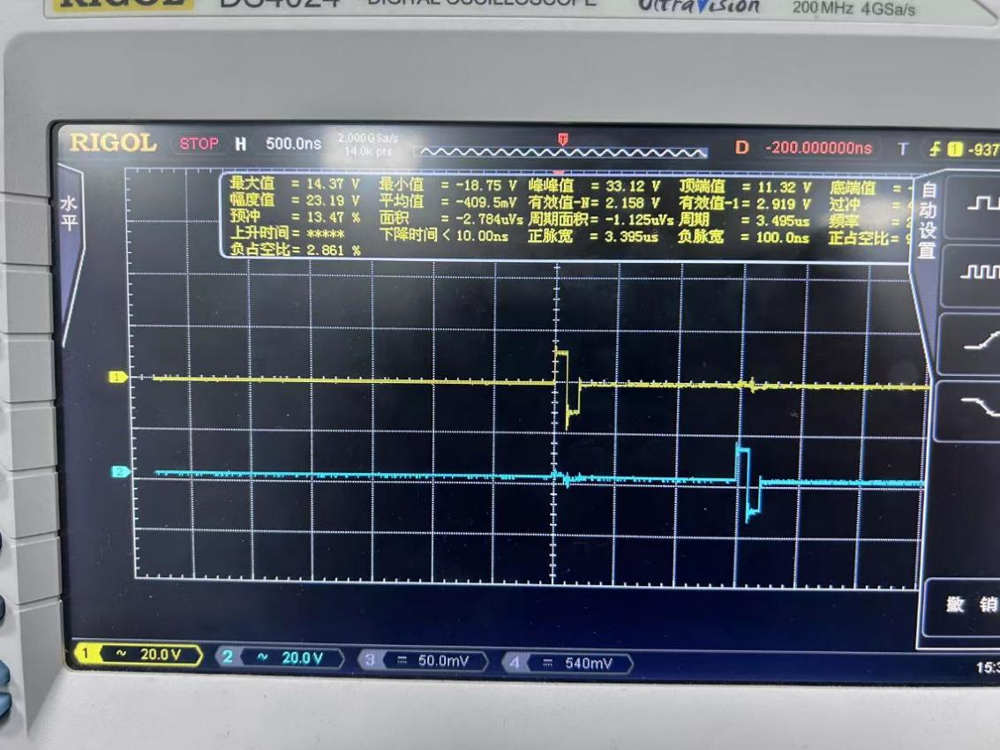 RIGOL DS4024 DIGITAL OSCILLOSCOPE UltraVision 200MHz 4GSa/s
RIGOL STOP H 500.0ns 2.000GSa/s 14.0k pts T D -200.000000ns T 1 -937
水平
最大值 = 14.37 V 最小值 = -18.75 V 峰峰值 = 33.12 V 顶端值 = 11.32 V 底端值 = -
幅度值 = 23.19 V 平均值 = -409.5mV 有效值-N= 2.158 V 有效值-1= 2.919 V 过冲 =
预冲 = 13.47 % 面积 = -2.784uVs 周期面积= -1.125uVs 周期 = 3.495us 频率 =
上升时间= ***** 下降时间< 10.00ns 正脉宽 = 3.395us 负脉宽 = 100.0ns 正占空比=
负占空比= 2.861 %
自动设置
1
2
撤销
1 ~ 20.0V 2 ~ 20.0V 3 = 50.0mV 4 = 540mV 15:3